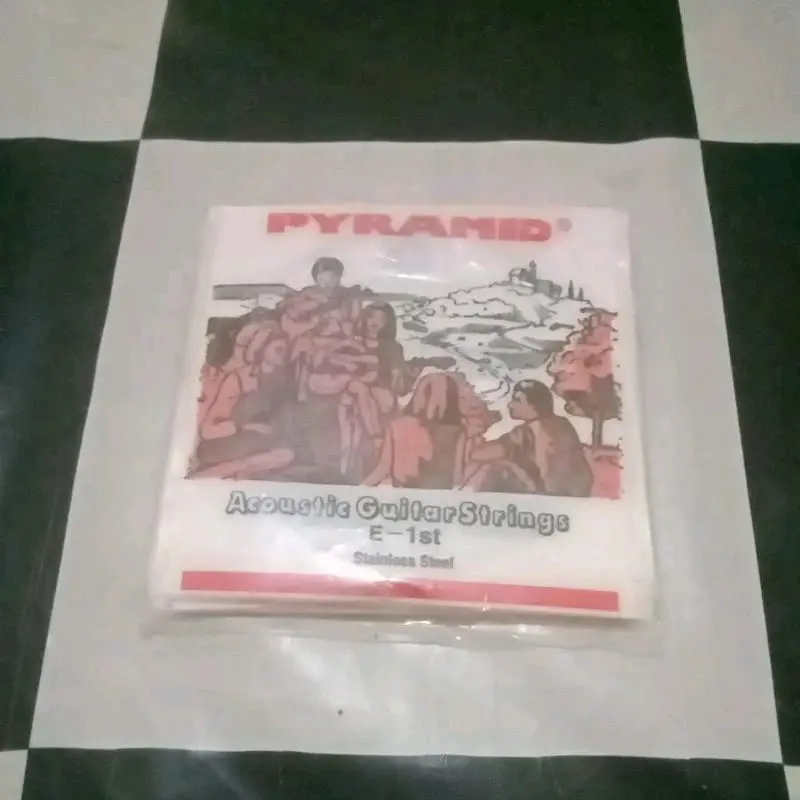 PYRAMID®
Acoustic Guitar Strings
E-1st
Stainless Steel